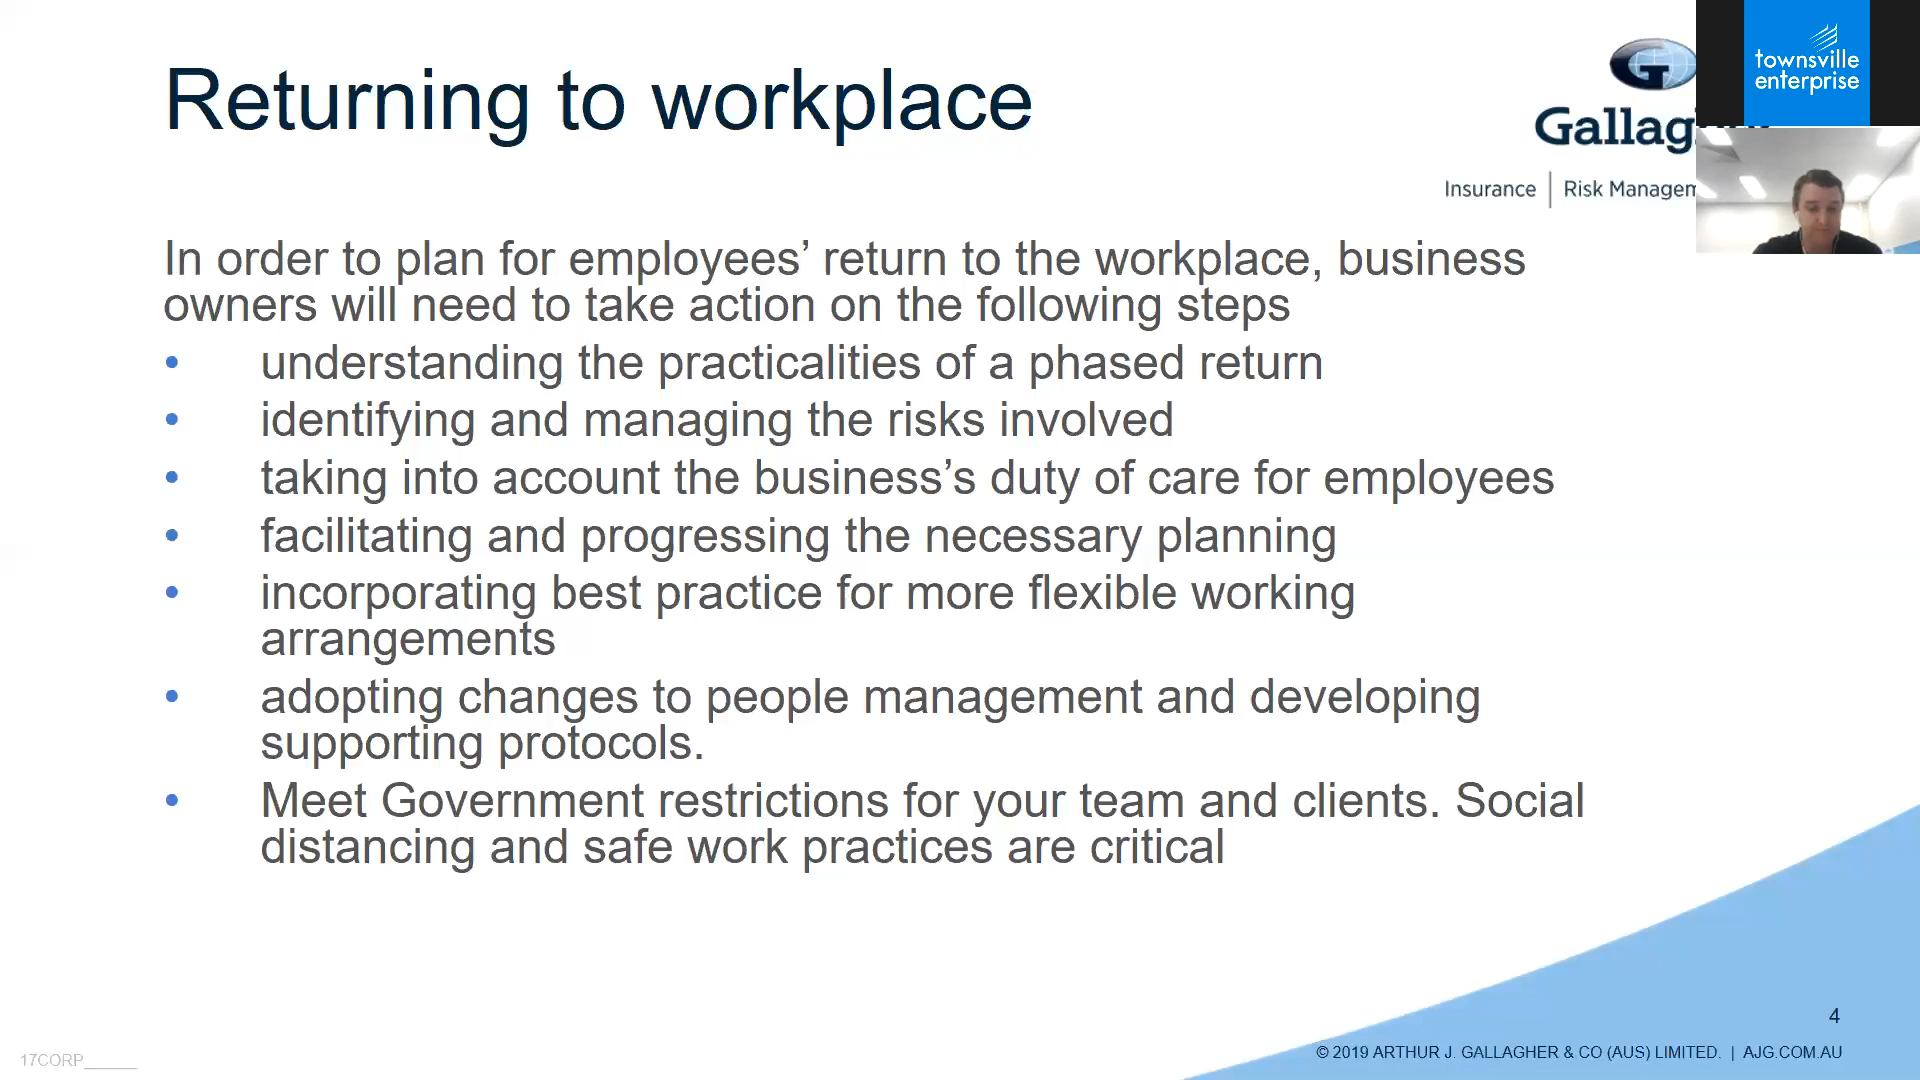 Returning to workplace
townsville
enterprise
Insurance | Risk
In order to plan for employees’ return to the workplace, business
owners will need to take action on the following steps
• understanding the practicalities of a phased return
• identifying and managing the risks involved
• taking into account the business’s duty of care for employees
• facilitating and progressing the necessary planning
• incorporating best practice for more flexible working
arrangements
• adopting changes to people management and developing
supporting protocols.
• Meet Government restrictions for your team and clients. Social
distancing and safe work practices are critical
4
© 2019 ARTHUR J. GALLAGHER & CO (AUS) LIMITED. | AJG.COM.AU
17CORP______